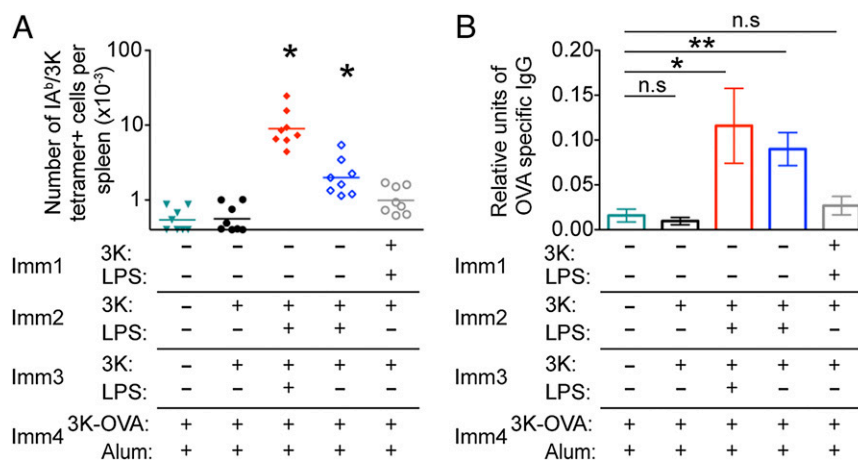 A
Number of IAᵇ/3K
tetramer+ cells per
spleen (x10⁻³)
100
10
1
*
*
Imm1
3K: – – – – +
LPS: – – – – +
Imm2
3K: – + + + +
LPS: – – + + –
Imm3
3K: – + + + +
LPS: – – + – –
Imm4
3K-OVA: + + + + +
Alum: + + + + +
B
Relative units of
OVA specific IgG
0.20
0.15
0.10
0.05
0.00
n.s
**
*
n.s
Imm1
3K: – – – – +
LPS: – – – – +
Imm2
3K: – + + + +
LPS: – – + + –
Imm3
3K: – + + + +
LPS: – – + – –
Imm4
3K-OVA: + + + + +
Alum: + + + + +